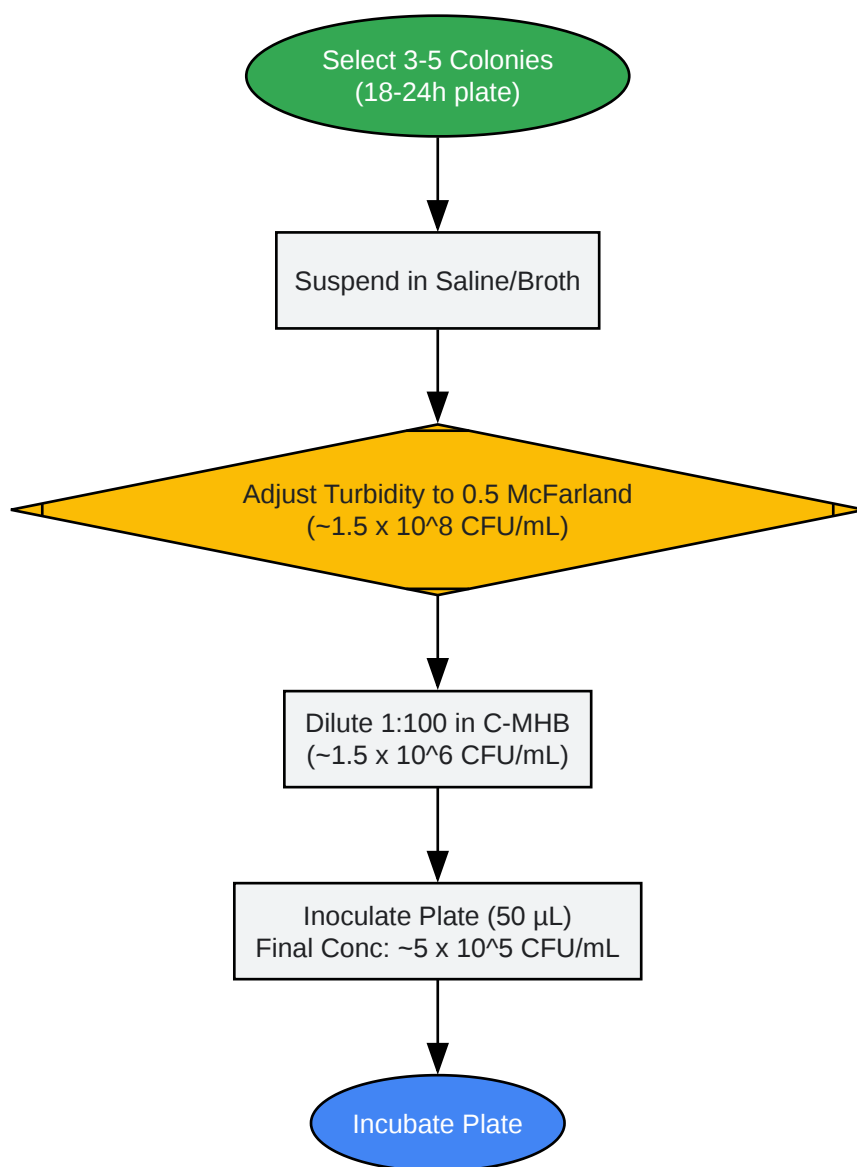 Select 3-5 Colonies
(18-24h plate)
Suspend in Saline/Broth
Adjust Turbidity to 0.5 McFarland
(~1.5 x 10^8 CFU/mL)
Dilute 1:100 in C-MHB
(~1.5 x 10^6 CFU/mL)
Inoculate Plate (50 µL)
Final Conc: ~5 x 10^5 CFU/mL
Incubate Plate